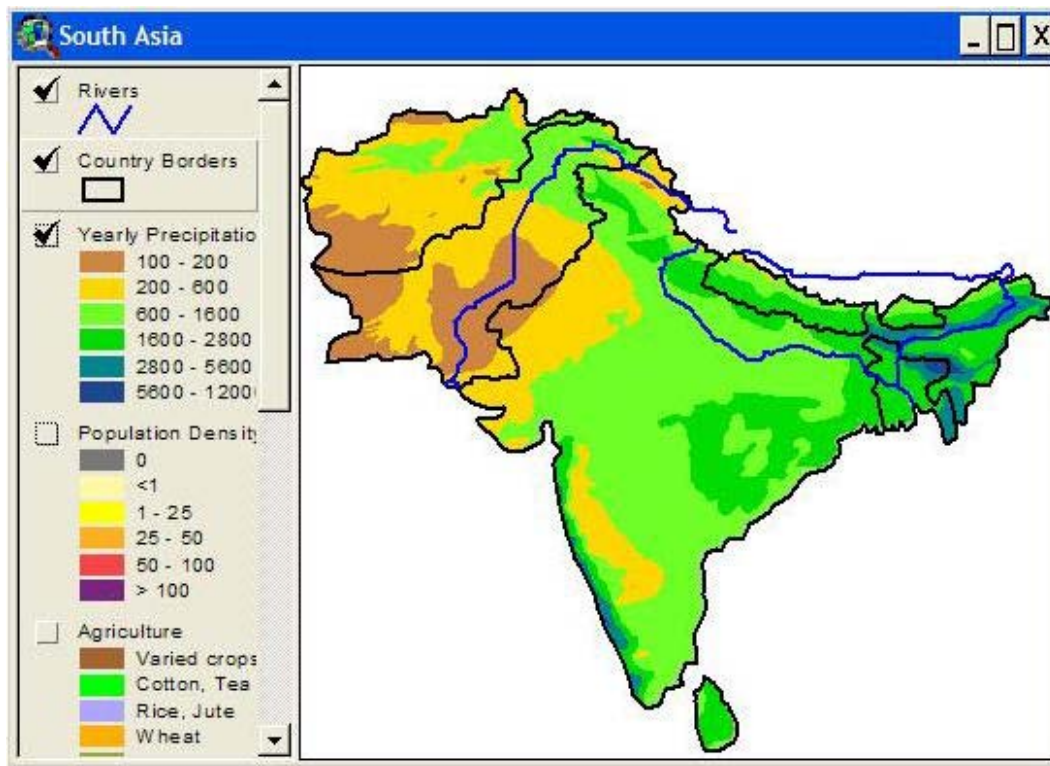 South Asia
Rivers
Country Borders
Yearly Precipitatio
100 - 200
200 - 600
600 - 1600
1600 - 2800
2800 - 5600
5600 - 1200
Population Densit
0
<1
1 - 25
25 - 50
50 - 100
> 100
Agriculture
Varied crops
Cotton, Tea
Rice, Jute
Wheat